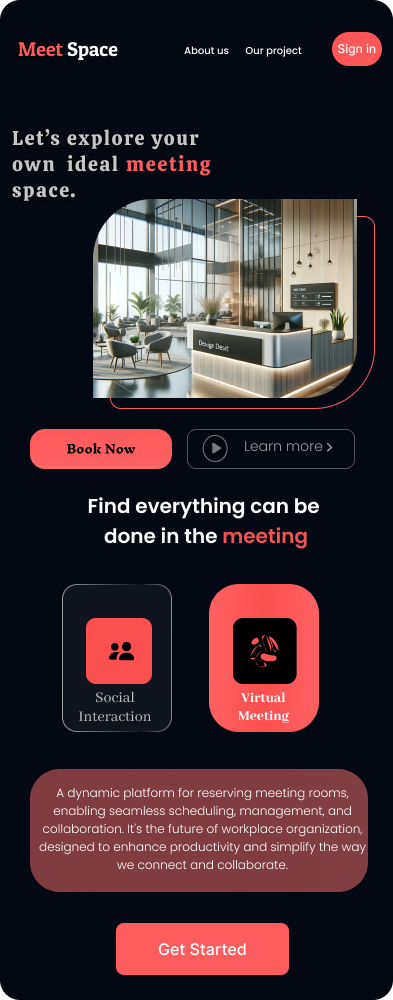 Meet Space
About us
Our project
Sign in
Let’s explore your
own ideal meeting
space.
Book Now
Learn more
Find everything can be
done in the meeting
Social
Interaction
Virtual
Meeting
A dynamic platform for reserving meeting rooms,
enabling seamless scheduling, management, and
collaboration. It's the future of workplace organization,
designed to enhance productivity and simplify the way
we connect and collaborate.
Get Started